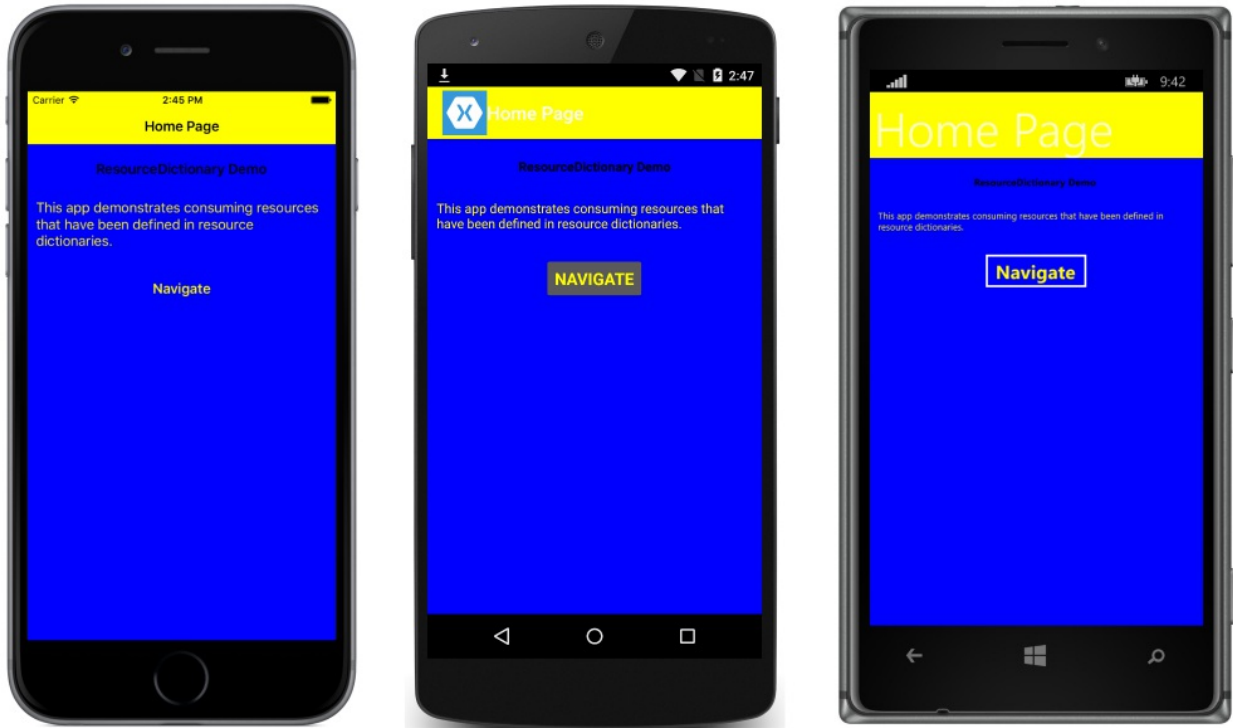 Carrier 2:45 PM
Home Page
ResourceDictionary Demo
This app demonstrates consuming resources
that have been defined in resource
dictionaries.
Navigate
2:47
Home Page
ResourceDictionary Demo
This app demonstrates consuming resources that
have been defined in resource dictionaries.
NAVIGATE
9:42
Home Page
ResourceDictionary Demo
This app demonstrates consuming resources that have been defined in
resource dictionaries.
Navigate